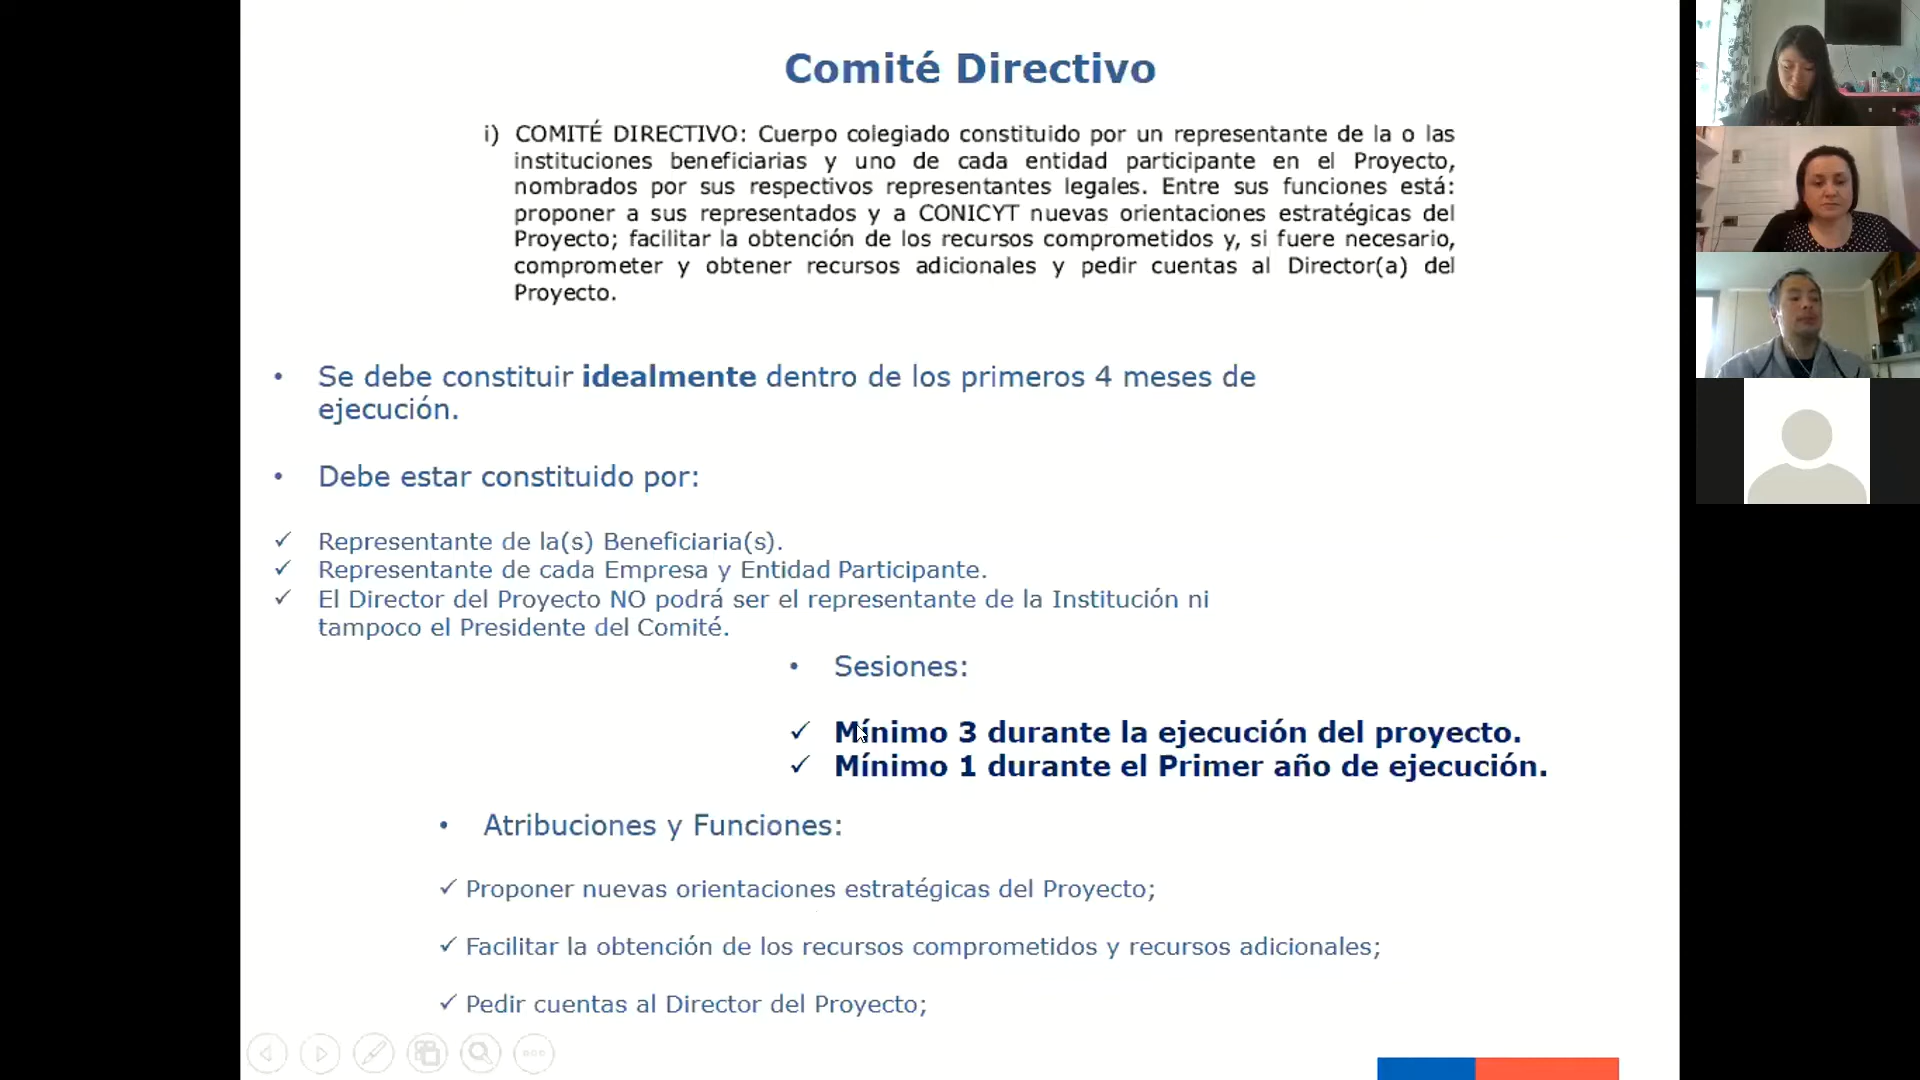 Comité Directivo
i) COMITÉ DIRECTIVO: Cuerpo colegiado constituido por un representante de la o las
instituciones beneficiarias y uno de cada entidad participante en el Proyecto,
nombrados por sus respectivos representantes legales. Entre sus funciones está:
proponer a sus representados y a CONICYT nuevas orientaciones estratégicas del
Proyecto; facilitar la obtención de los recursos comprometidos y, si fuere necesario,
comprometer y obtener recursos adicionales y pedir cuentas al Director(a) del
Proyecto.
• Se debe constituir idealmente dentro de los primeros 4 meses de
ejecución.
• Debe estar constituido por:
✓ Representante de la(s) Beneficiaria(s).
✓ Representante de cada Empresa y Entidad Participante.
✓ El Director del Proyecto NO podrá ser el representante de la Institución ni
tampoco el Presidente del Comité.
• Sesiones:
✓ Mínimo 3 durante la ejecución del proyecto.
✓ Mínimo 1 durante el Primer año de ejecución.
• Atribuciones y Funciones:
✓ Proponer nuevas orientaciones estratégicas del Proyecto;
✓ Facilitar la obtención de los recursos comprometidos y recursos adicionales;
✓ Pedir cuentas al Director del Proyecto;